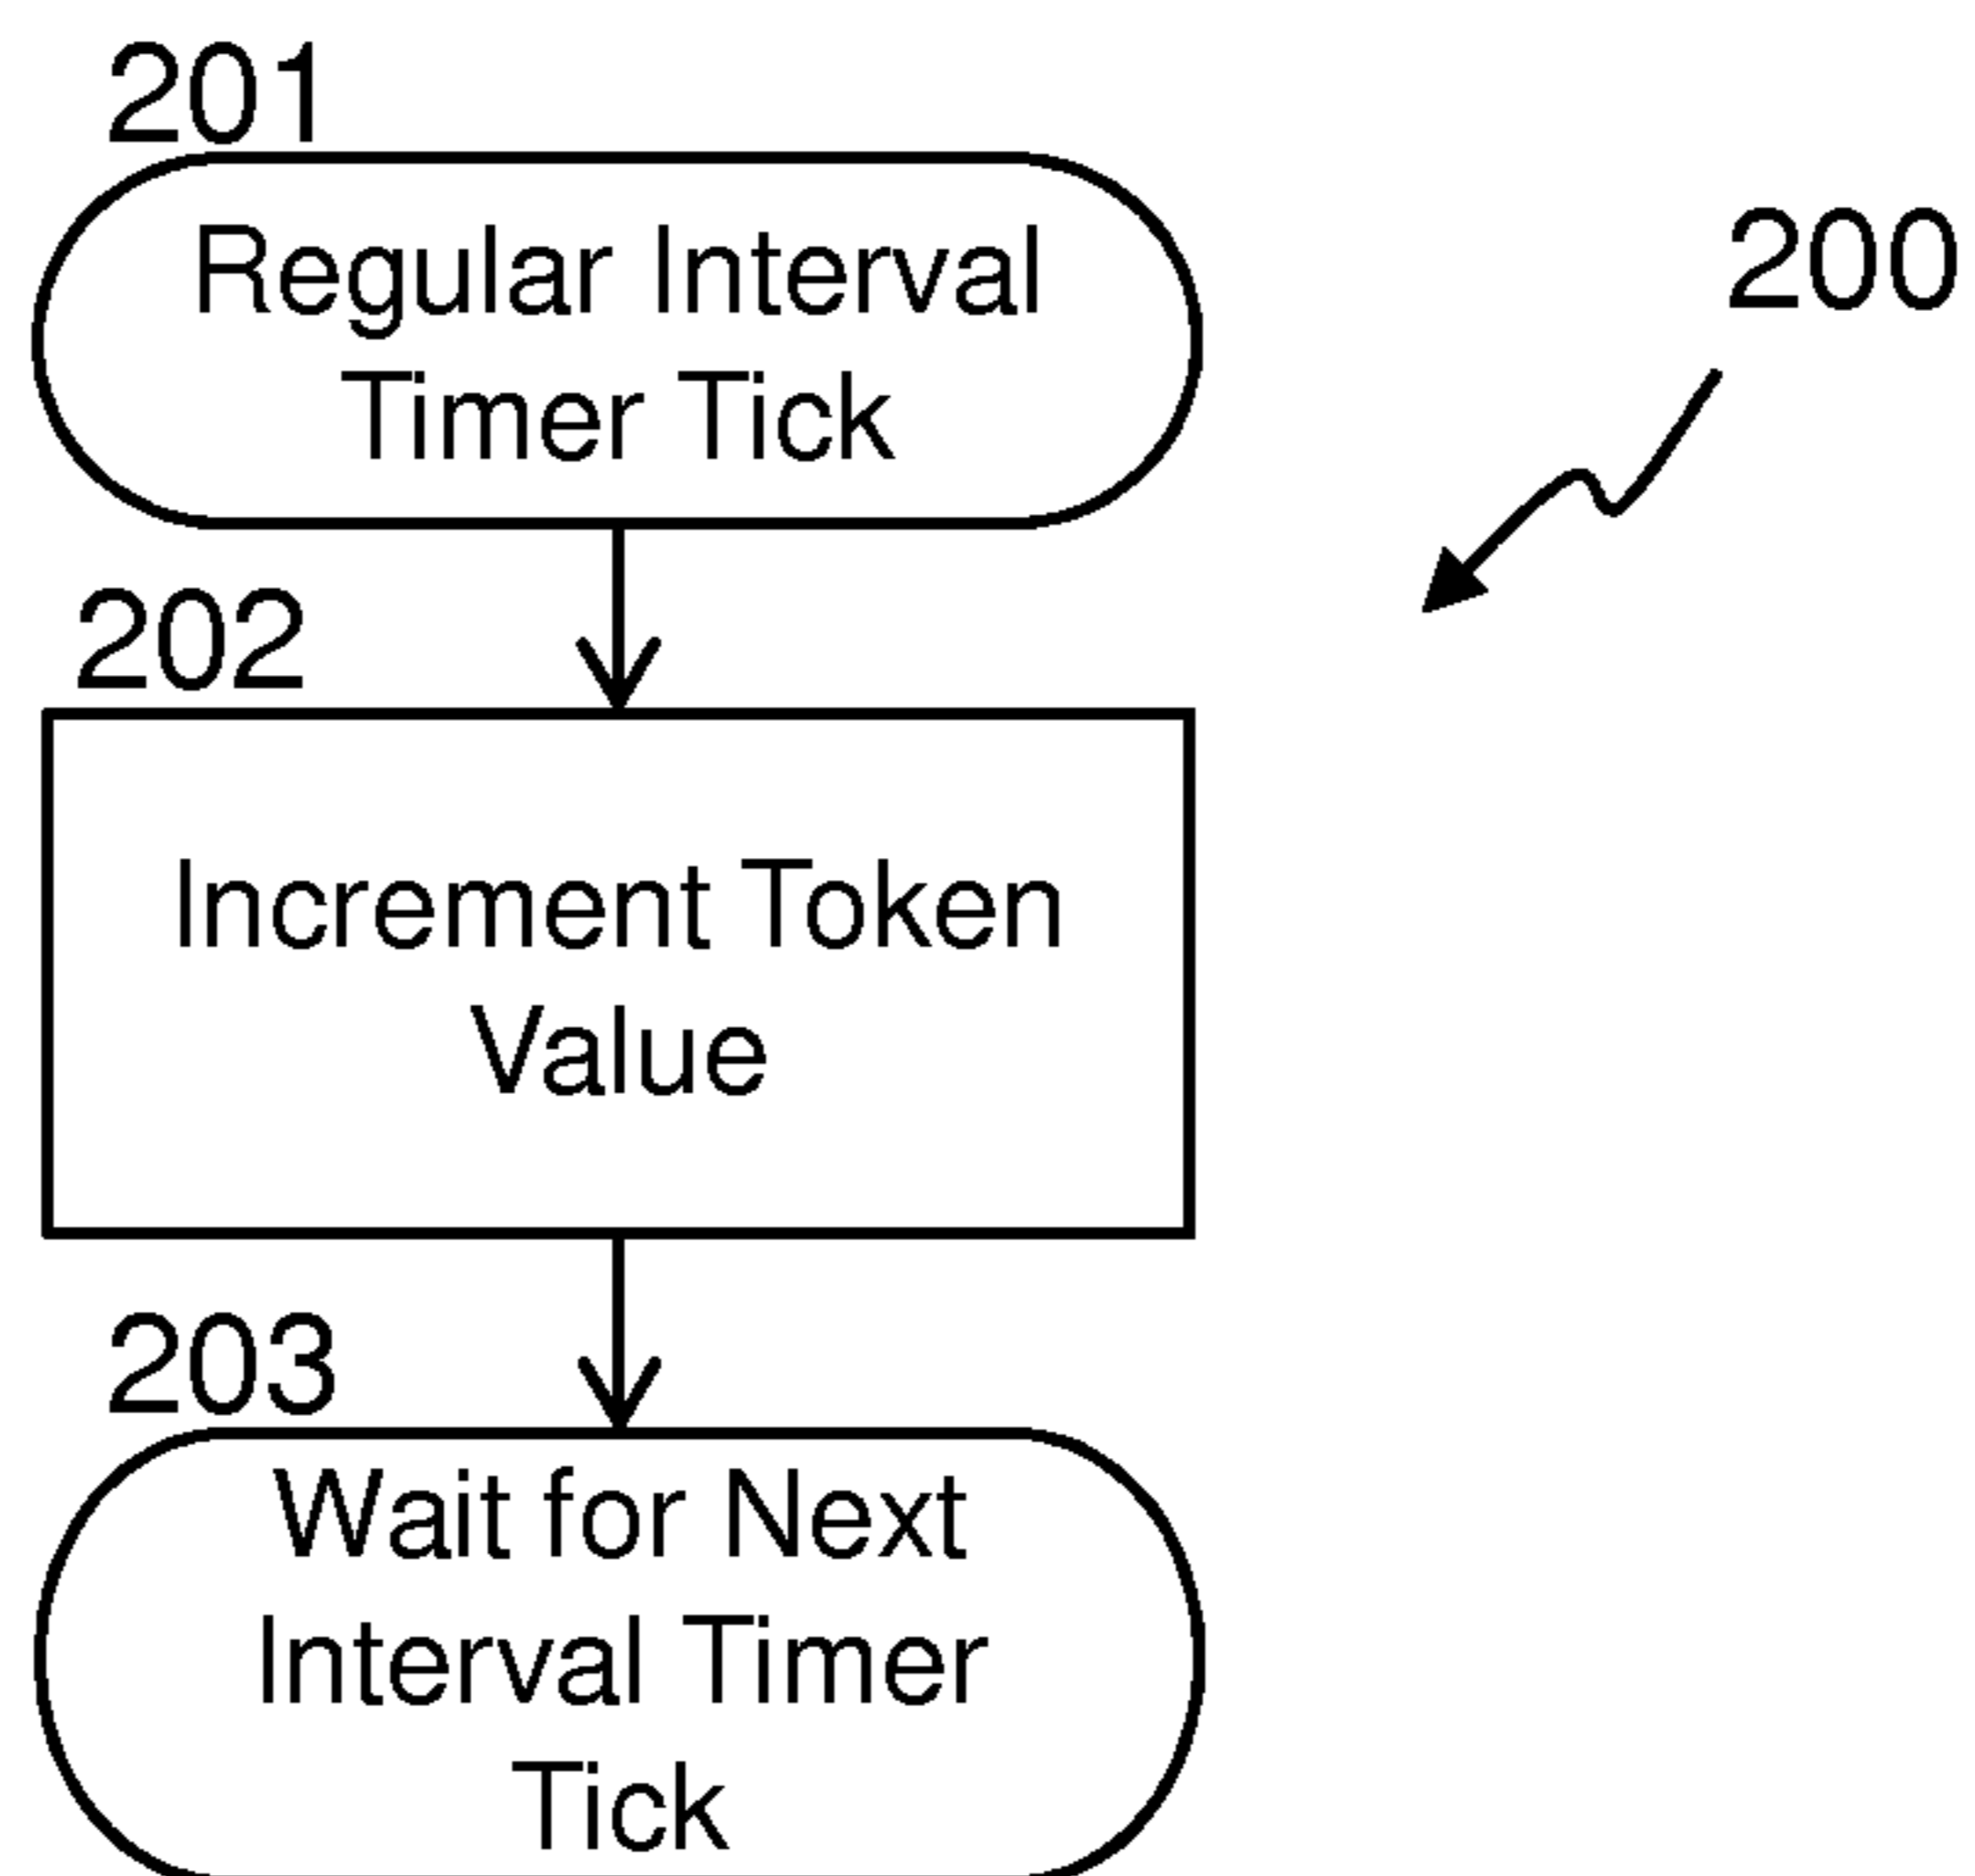 201
Regular Interval
Timer Tick
200
202
Increment Token
Value
203
Wait for Next
Interval Timer
Tick